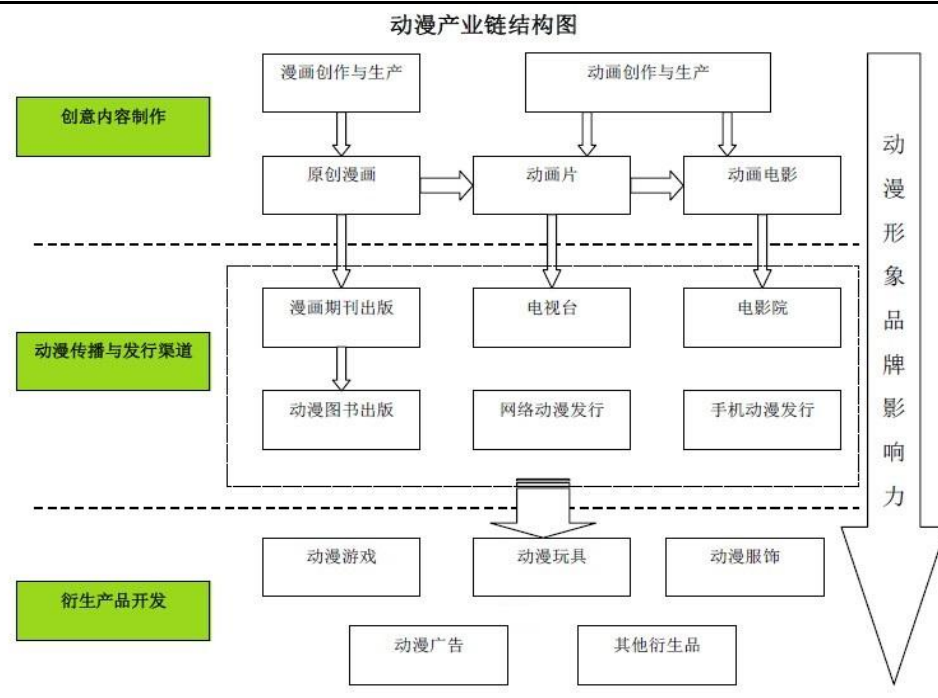 动漫产业链结构图
漫画创作与生产
动画创作与生产
创意内容制作
原创漫画
动画片
动画电影
漫画期刊出版
电视台
电影院
动漫传播与发行渠道
动漫图书出版
网络动漫发行
手机动漫发行
动漫游戏
动漫玩具
动漫服饰
衍生产品开发
动漫广告
其他衍生品
动漫形象品牌影响力